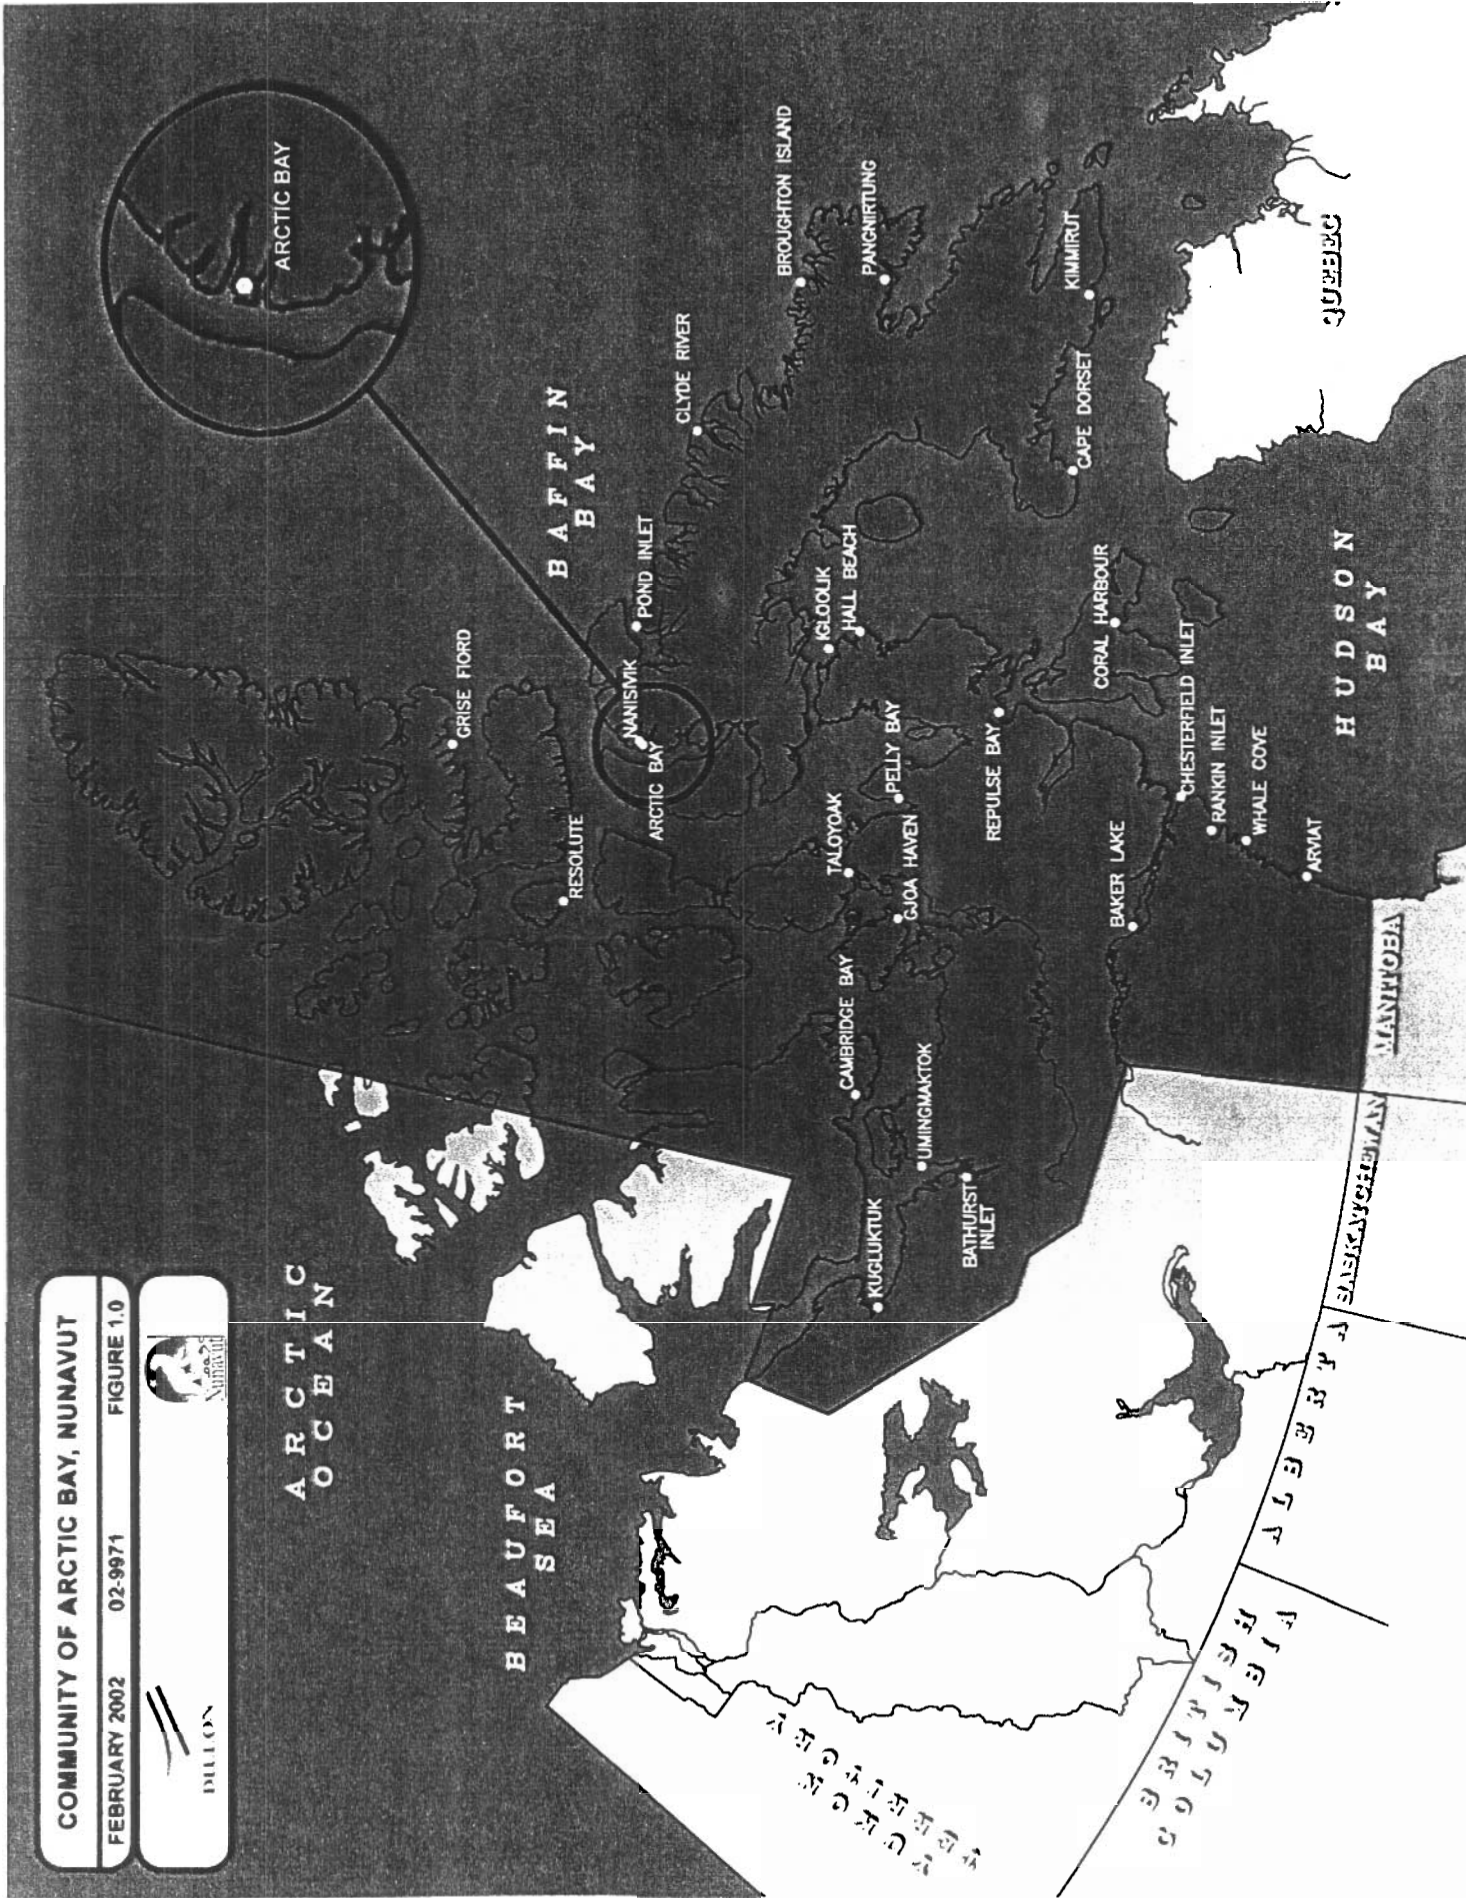 COMMUNITY OF ARCTIC BAY, NUNAVUT
FEBRUARY 2002 02-9971 FIGURE 1.0
DILLON
Nunavut
ARCTIC
OCEAN
BEAUFORT
SEA
BAFFIN
BAY
ARCTIC BAY
GRISE FIORD
RESOLUTE
NANISIVIK
ARCTIC BAY
POND INLET
CLYDE RIVER
BROUGHTON ISLAND
PANGNIRTUNG
KIMMIRUT
CAPE DORSET
IGLOOLIK
HALL BEACH
TALOYOAK
PELLY BAY
GJOA HAVEN
CAMBRIDGE BAY
UMINGMAKTOK
KUGLUKTUK
BATHURST
INLET
REPULSE BAY
CORAL HARBOUR
CHESTERFIELD INLET
BAKER LAKE
RANKIN INLET
WHALE COVE
ARVIAT
HUDSON
BAY
QUEBEC
MANITOBA
SASKATCHEWAN
ALBERTA
BRITISH
COLUMBIA
YUKON